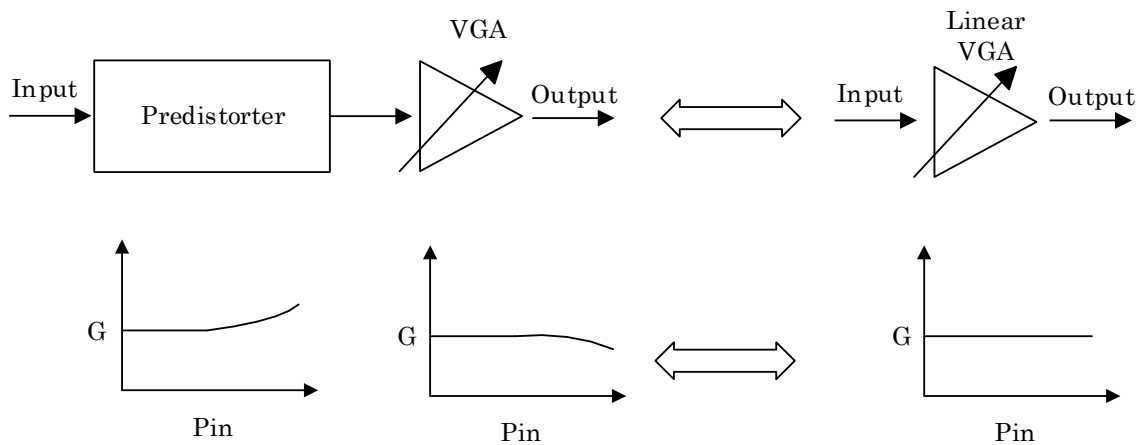 Input
Predistorter
VGA
Output
Input
Linear
VGA
Output
G
Pin
G
Pin
G
Pin